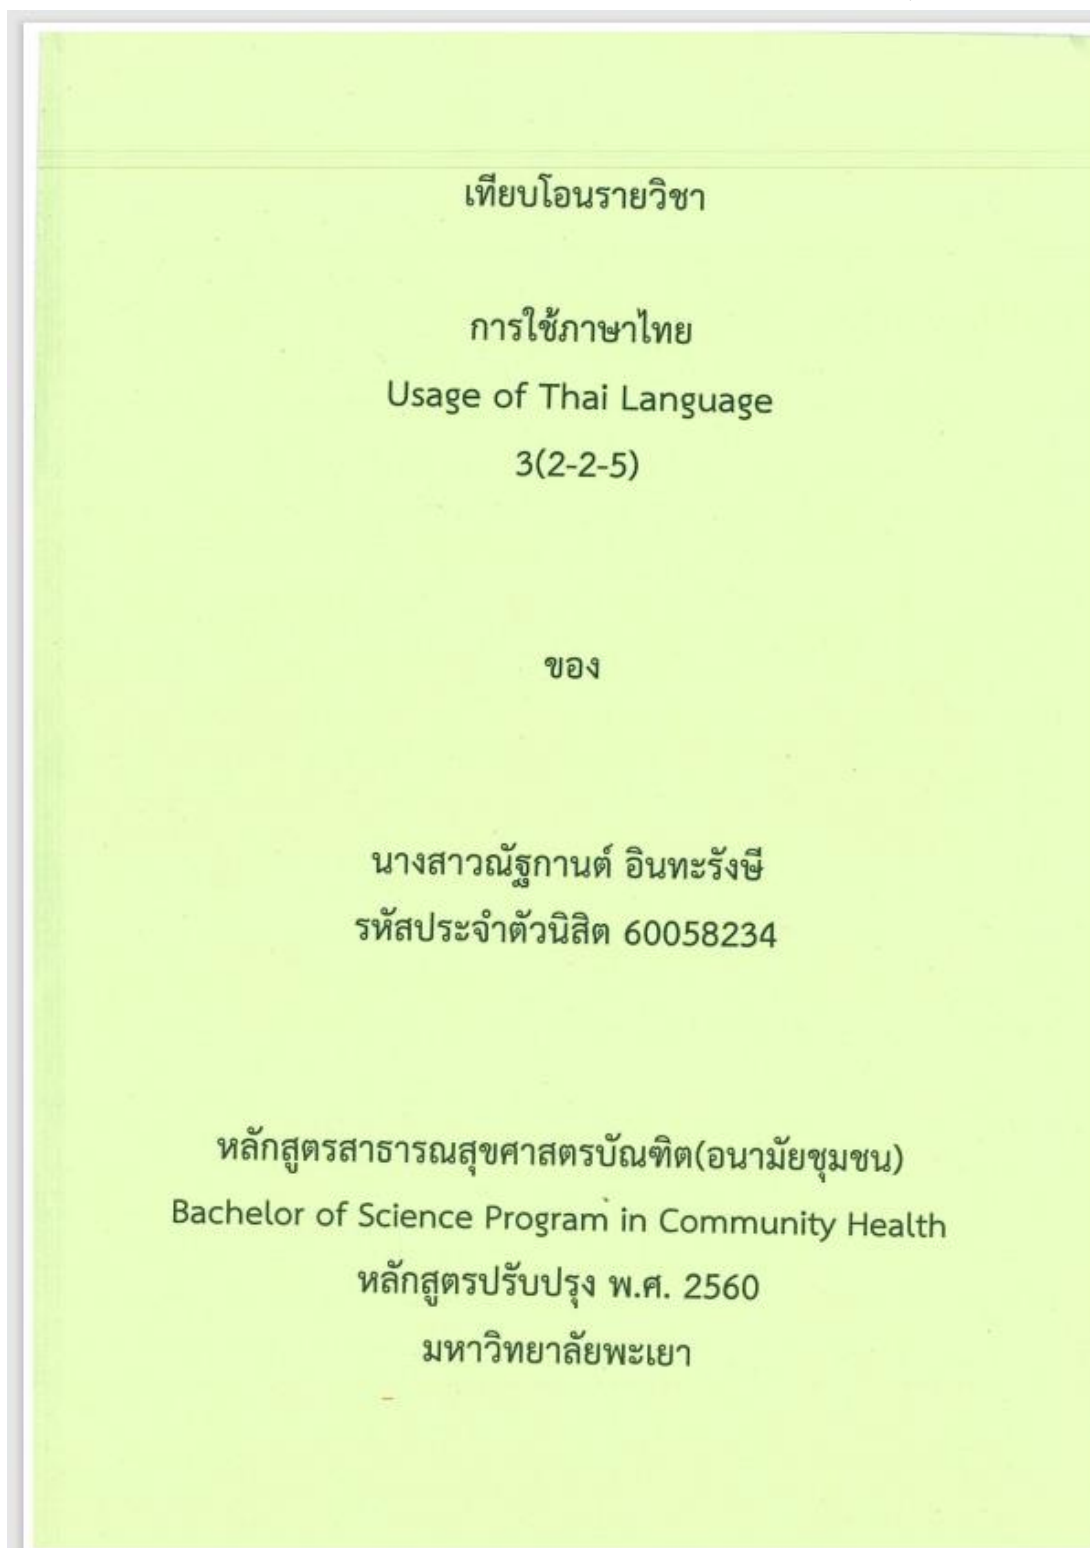 เทียบโอนรายวิชา
การใช้ภาษาไทย
Usage of Thai Language
3(2-2-5)
ของ
นางสาวณัฐกานต์ อินทะรังษี
รหัสประจำตัวนิสิต 60058234
หลักสูตรสาธารณสุขศาสตรบัณฑิต(อนามัยชุมชน)
Bachelor of Science Program in Community Health
หลักสูตรปรับปรุง พ.ศ. 2560
มหาวิทยาลัยพะเยา